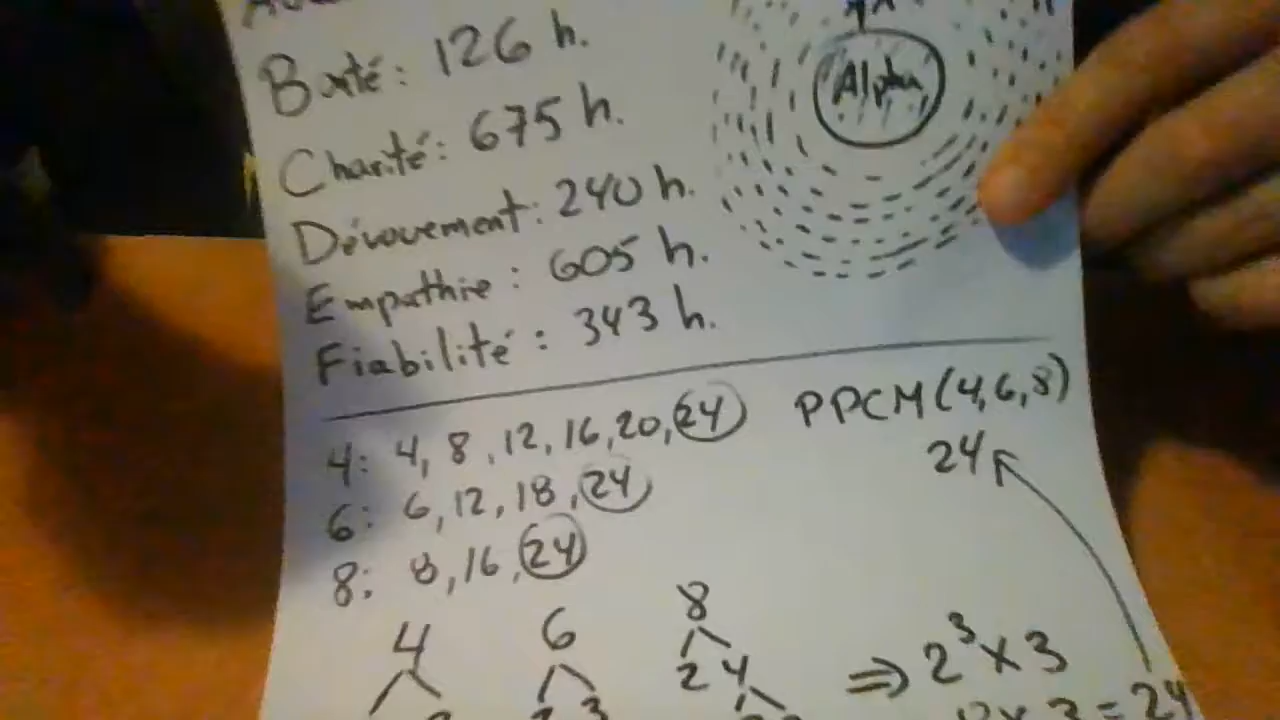 Bonté : 126 h.
Charité : 675 h.
Dévouement : 240 h.
Empathie : 605 h.
Fiabilité : 343 h.
Alpha
4: 4, 8, 12, 16, 20, 24
6: 6, 12, 18, 24
8: 8, 16, 24
PPCM(4,6,8)
24
4 6 8
2 4
3
⇒ 2³ x 3
x 3 = 24